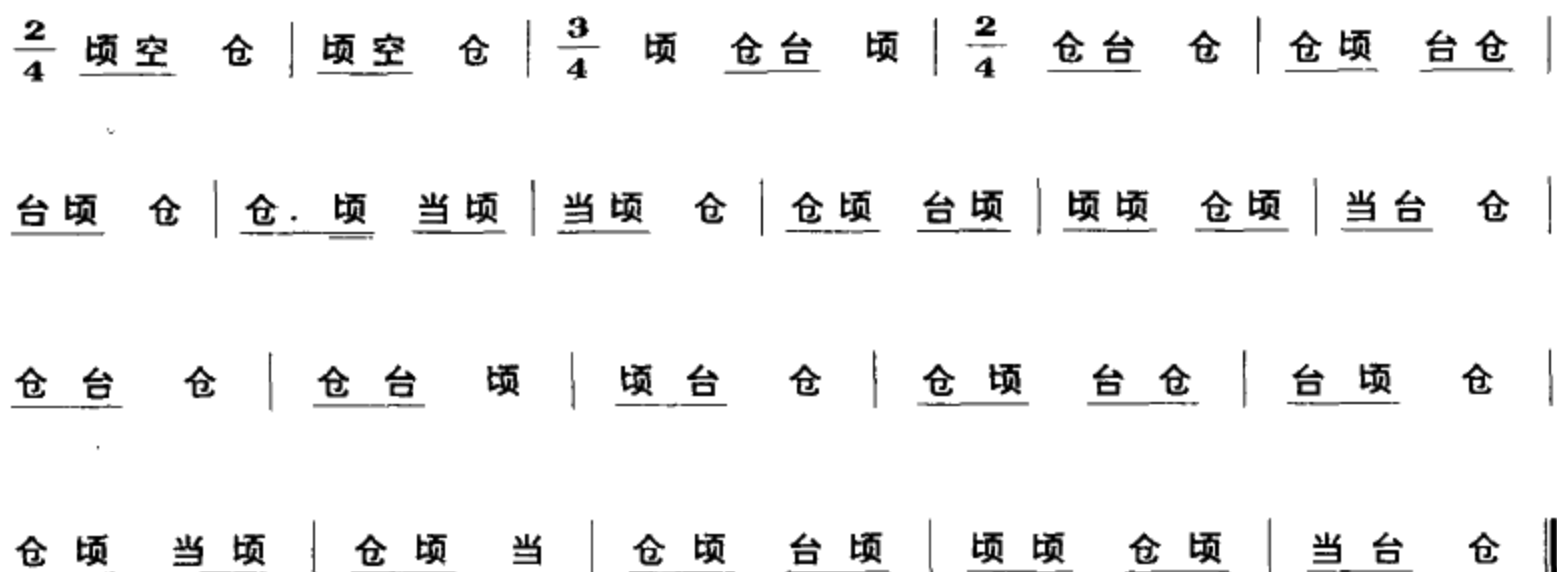 2/4 顷空 仓 | 顷空 仓 | 3/4 顷 仓台 顷 | 2/4 仓台 仓 | 仓顷 台仓 |
台顷 仓 | 仓. 顷 当顷 | 当顷 仓 | 仓顷 台顷 | 顷顷 仓顷 | 当台 仓 |
仓台 仓 | 仓台 顷 | 顷台 仓 | 仓顷 台仓 | 台顷 仓 |
仓顷 当顷 | 仓顷 当 | 仓顷 台顷 | 顷顷 仓顷 | 当台 仓 ‖